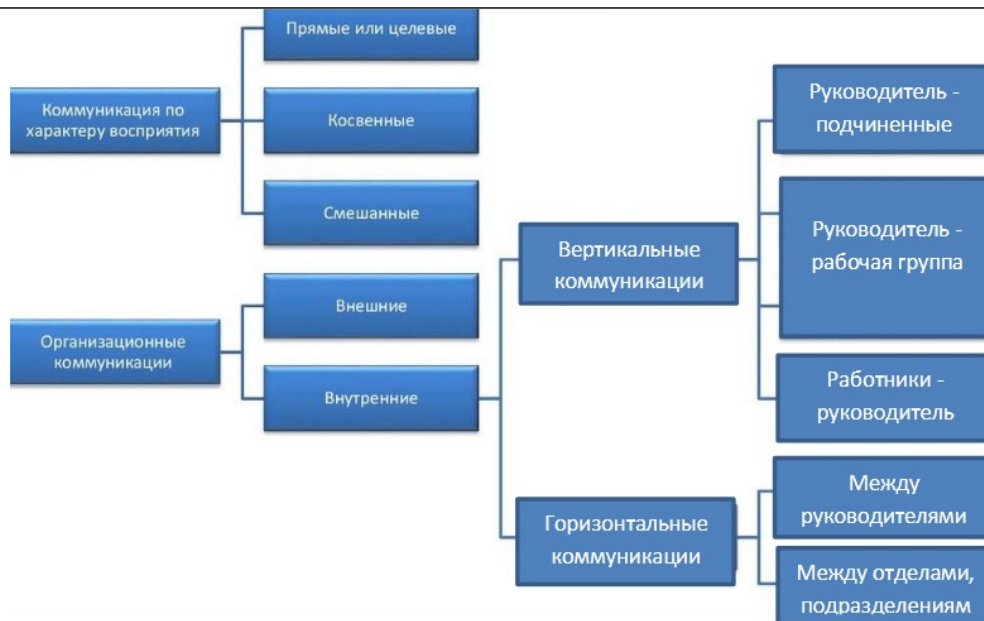 Прямые или целевые
Коммуникация по
характеру восприятия
Косвенные
Смешанные
Организационные
коммуникации
Внешние
Внутренние
Вертикальные
коммуникации
Руководитель -
подчиненные
Руководитель -
рабочая группа
Работники -
руководитель
Горизонтальные
коммуникации
Между
руководителями
Между отделами,
подразделениям